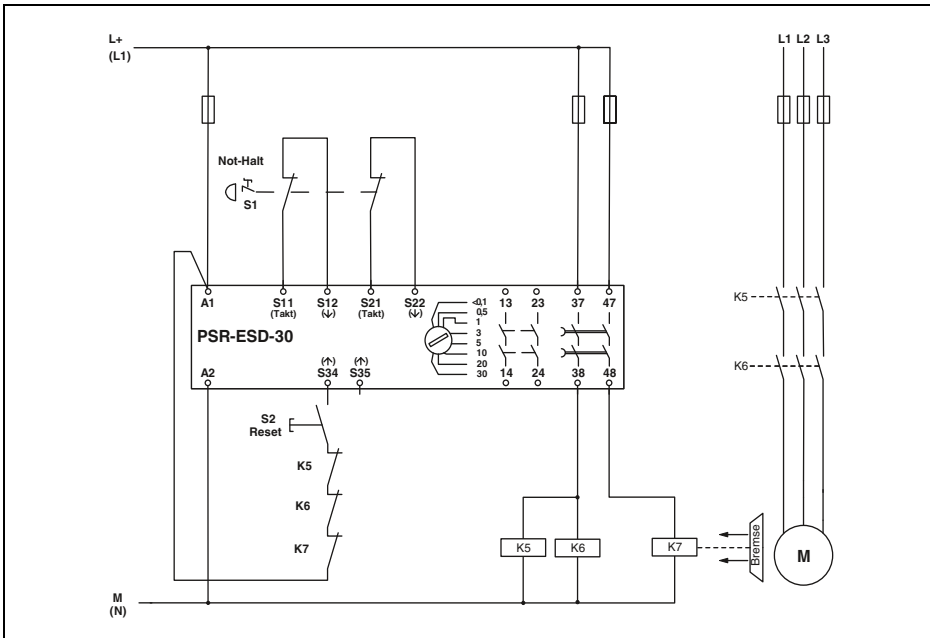 L+
(L1)
L1 L2 L3
Not-Halt
S1
A1 S11 S12 S21 S22 13 23 37 47
(Takt) (↓) (Takt) (↓)
<0,1
0,5
1
3
5
10
20
30
PSR-ESD-30
(↑) (↑)
A2 S34 S35 14 24 38 48
K5
K6
S2
Reset
K5
K6
K7
K5 K6 K7
Bremse
M
M
(N)